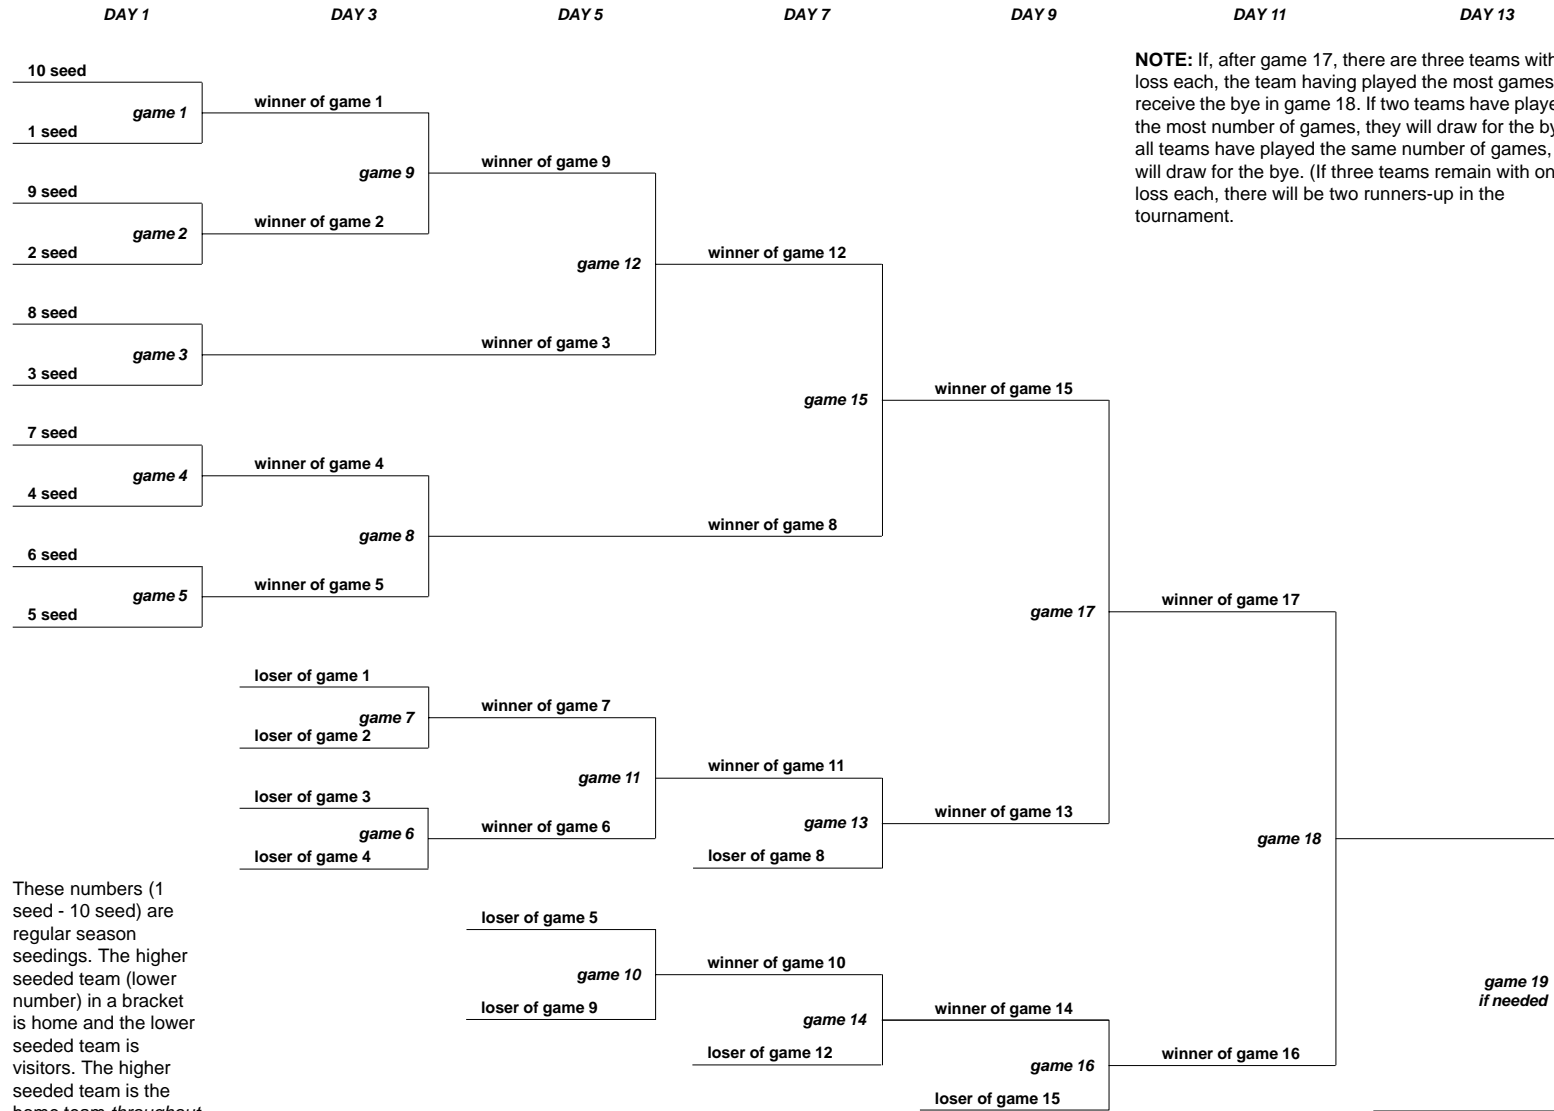 DAY 1 DAY 3 DAY 5 DAY 7 DAY 9 DAY 11 DAY 13
NOTE: If, after game 17, there are three teams with
loss each, the team having played the most games
receive the bye in game 18. If two teams have playe
the most number of games, they will draw for the by
all teams have played the same number of games,
will draw for the bye. (If three teams remain with on
loss each, there will be two runners-up in the
tournament.
10 seed
game 1
1 seed
winner of game 1
game 9
winner of game 9
9 seed
game 2
2 seed
winner of game 2
game 12
winner of game 12
8 seed
game 3
3 seed
winner of game 3
game 15
winner of game 15
7 seed
game 4
4 seed
winner of game 4
game 8
winner of game 8
6 seed
game 5
5 seed
winner of game 5
game 17
winner of game 17
loser of game 1
game 7
loser of game 2
winner of game 7
game 11
winner of game 11
loser of game 3
game 6
loser of game 4
winner of game 6
game 13
winner of game 13
loser of game 8
game 18
These numbers (1
seed - 10 seed) are
regular season
seedings. The higher
seeded team (lower
number) in a bracket
is home and the lower
seeded team is
visitors. The higher
seeded team is the
home team throughout
loser of game 5
game 10
loser of game 9
winner of game 10
game 14
winner of game 14
loser of game 12
game 16
winner of game 16
loser of game 15
game 19
if needed